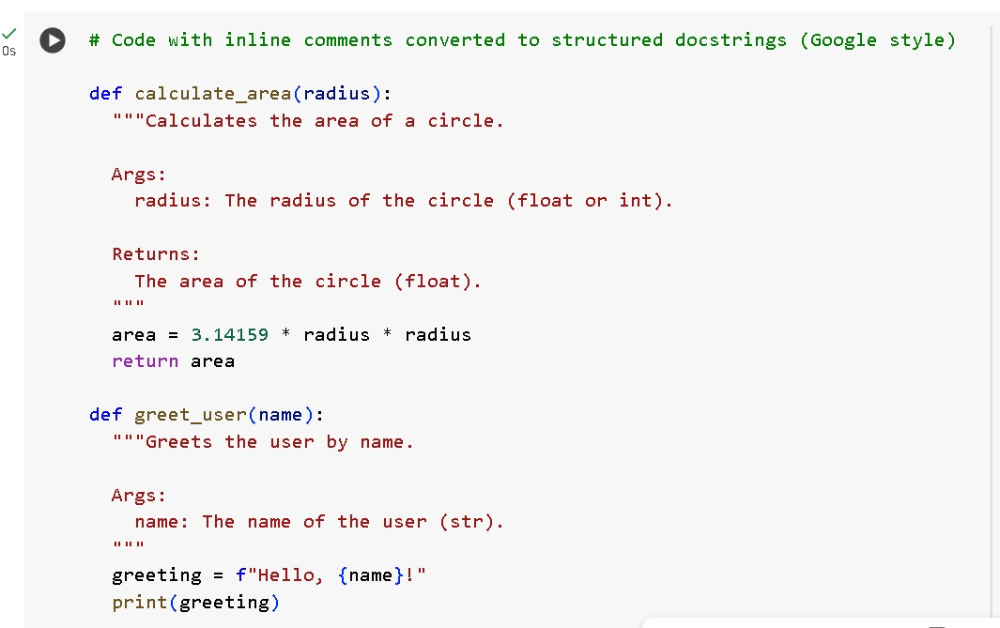 0s
# Code with inline comments converted to structured docstrings (Google style)
def calculate_area(radius):
  """Calculates the area of a circle.
  Args:
    radius: The radius of the circle (float or int).
  Returns:
    The area of the circle (float).
  """
  area = 3.14159 * radius * radius
  return area
def greet_user(name):
  """Greets the user by name.
  Args:
    name: The name of the user (str).
  """
  greeting = f"Hello, {name}!"
  print(greeting)